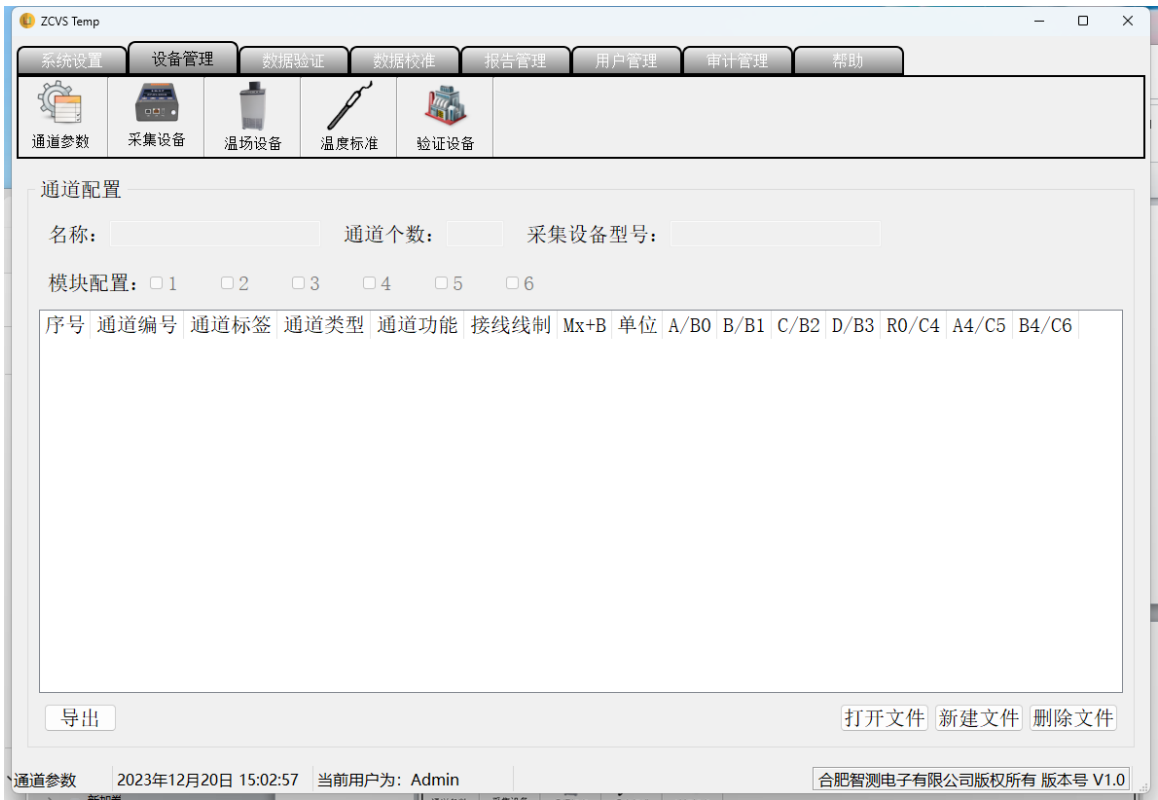 ZCVS Temp
系统设置 设备管理 数据验证 数据校准 报告管理 用户管理 审计管理 帮助
通道参数 采集设备 温场设备 温度标准 验证设备
通道配置
名称: 通道个数: 采集设备型号:
模块配置: 1 2 3 4 5 6
序号 通道编号 通道标签 通道类型 通道功能 接线线制 Mx+B 单位 A/B0 B/B1 C/B2 D/B3 R0/C4 A4/C5 B4/C6
导出 打开文件 新建文件 删除文件
通道参数 2023年12月20日 15:02:57 当前用户为: Admin 合肥智测电子有限公司版权所有 版本号 V1.0